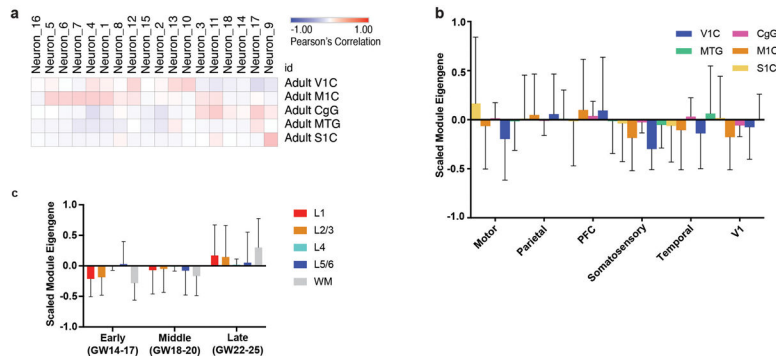 a
Neuron_16
Neuron_5
Neuron_6
Neuron_7
Neuron_4
Neuron_1
Neuron_8
Neuron_12
Neuron_15
Neuron_2
Neuron_13
Neuron_10
Neuron_3
Neuron_11
Neuron_18
Neuron_14
Neuron_17
Neuron_9
-1.00 1.00
Pearson's Correlation
id
Adult V1C
Adult M1C
Adult CgG
Adult MTG
Adult S1C
b
Scaled Module Eigengene
1.0
0.5
0.0
-0.5
-1.0
V1C CgG
MTG M1C
S1C
Motor
Parietal
PFC
Somatosensory
Temporal
V1
c
Scaled Module Eigengene
1.0
0.5
0.0
-0.5
-1.0
L1
L2/3
L4
L5/6
WM
Early Middle Late
(GW14-17) (GW18-20) (GW22-25)